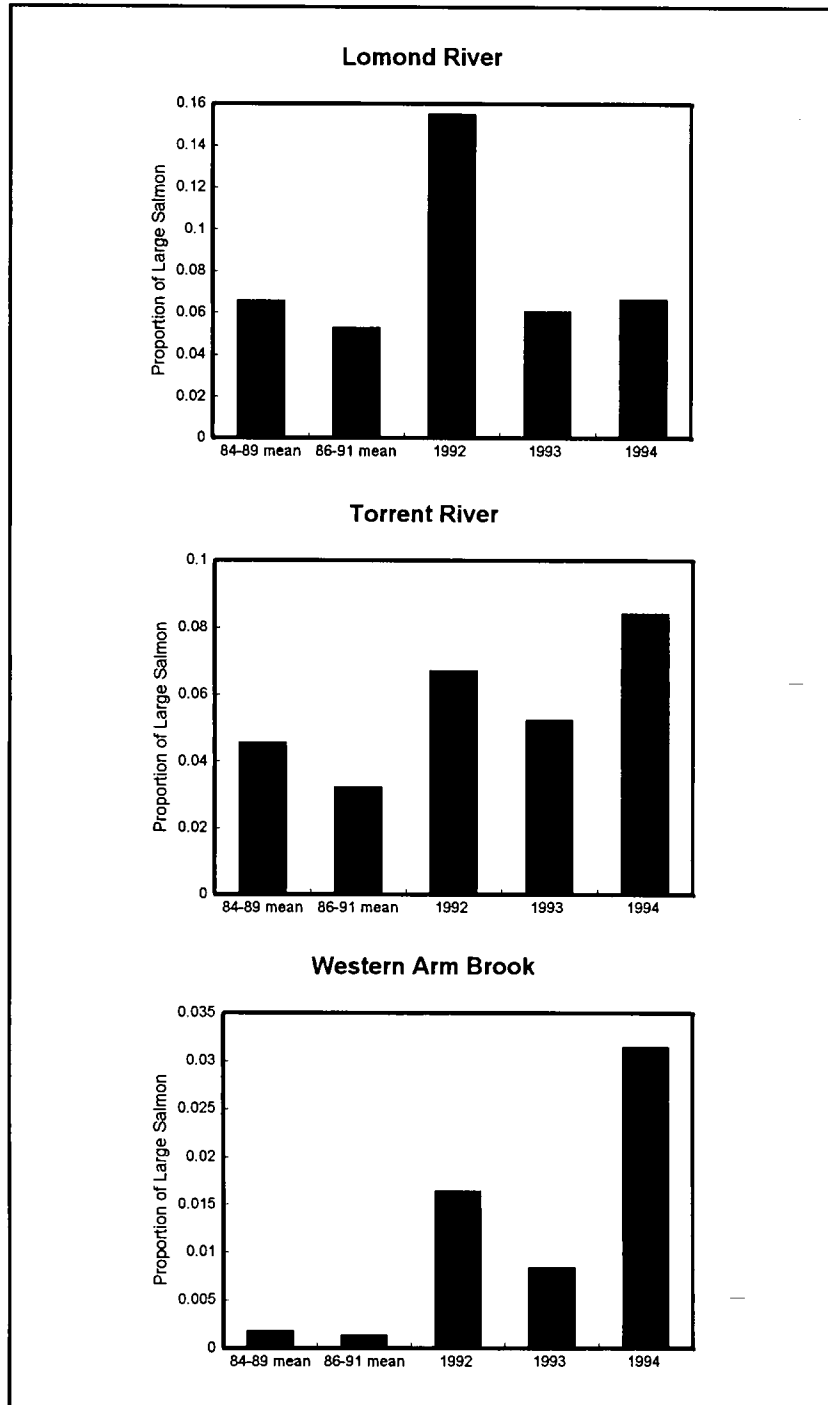 Lomond River
Proportion of Large Salmon
0.16
0.14
0.12
0.1
0.08
0.06
0.04
0.02
0
84-89 mean 86-91 mean 1992 1993 1994
Torrent River
Proportion of Large Salmon
0.1
0.08
0.06
0.04
0.02
0
84-89 mean 86-91 mean 1992 1993 1994
Western Arm Brook
Proportion of Large Salmon
0.035
0.03
0.025
0.02
0.015
0.01
0.005
0
84-89 mean 86-91 mean 1992 1993 1994